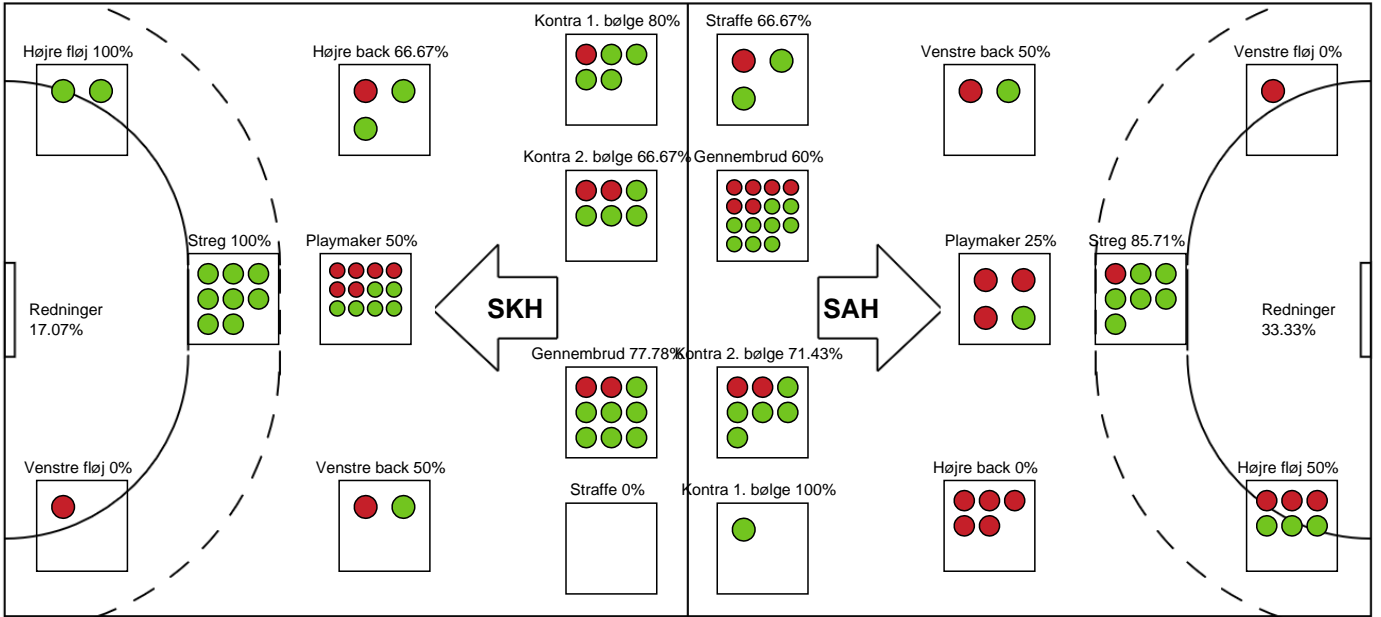 Kontra 1. bølge 80%
Straffe 66.67%
Højre fløj 100%
Højre back 66.67%
Venstre back 50%
Venstre fløj 0%
Kontra 2. bølge 66.67%
Gennembrud 60%
Streg 100%
Playmaker 50%
Playmaker 25%
Streg 85.71%
Redninger
17.07%
SKH
SAH
Redninger
33.33%
Gennembrud 77.78%
Kontra 2. bølge 71.43%
Venstre fløj 0%
Venstre back 50%
Højre back 0%
Højre fløj 50%
Straffe 0%
Kontra 1. bølge 100%